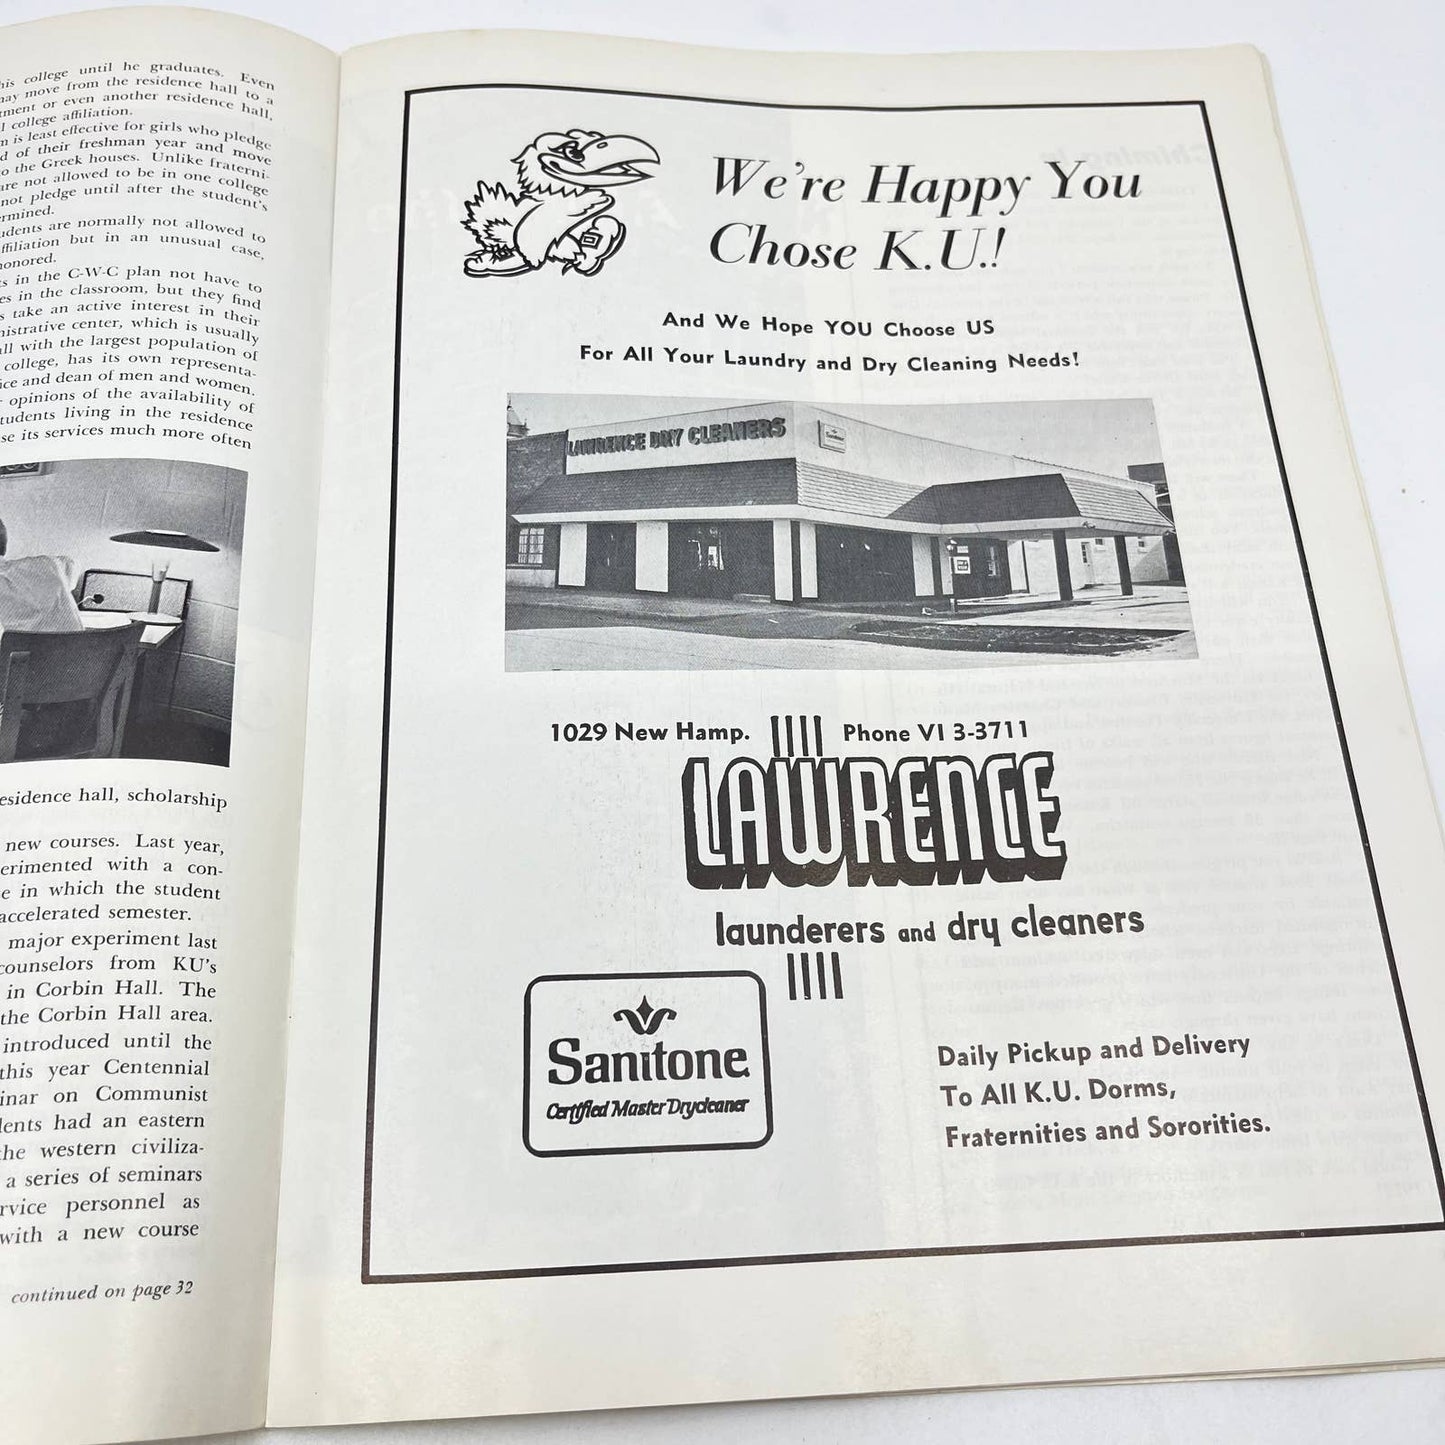 his college until he graduates. Even
may move from the residence hall to a
tment or even another residence hall,
l college affiliation.
n is least effective for girls who pledge
d of their freshman year and move
o the Greek houses. Unlike fraterni-
are not allowed to be in one college
not pledge until after the student's
ermined.
udents are normally not allowed to
ffiliation but in an unusual case,
honored.
ts in the C-W-C plan not have to
es in the classroom, but they find
s take an active interest in their
nistrative center, which is usually
all with the largest population of
college, has its own representa-
ice and dean of men and women.
r opinions of the availability of
students living in the residence
se its services much more often
esidence hall, scholarship
new courses. Last year,
erimented with a con-
e in which the student
accelerated semester.
major experiment last
counselors from KU's
in Corbin Hall. The
the Corbin Hall area.
introduced until the
this year Centennial
inar on Communist
dents had an eastern
the western civiliza-
a series of seminars
rvice personnel as
with a new course
continued on page 32
We're Happy You
Chose K.U.!
And We Hope YOU Choose US
For All Your Laundry and Dry Cleaning Needs!
LAWRENCE DRY CLEANERS
1029 New Hamp. Phone VI 3-3711
LAWRENCE
launderers and dry cleaners
Sanitone
Certified Master Drycleaner
Daily Pickup and Delivery
To All K.U. Dorms,
Fraternities and Sororities.